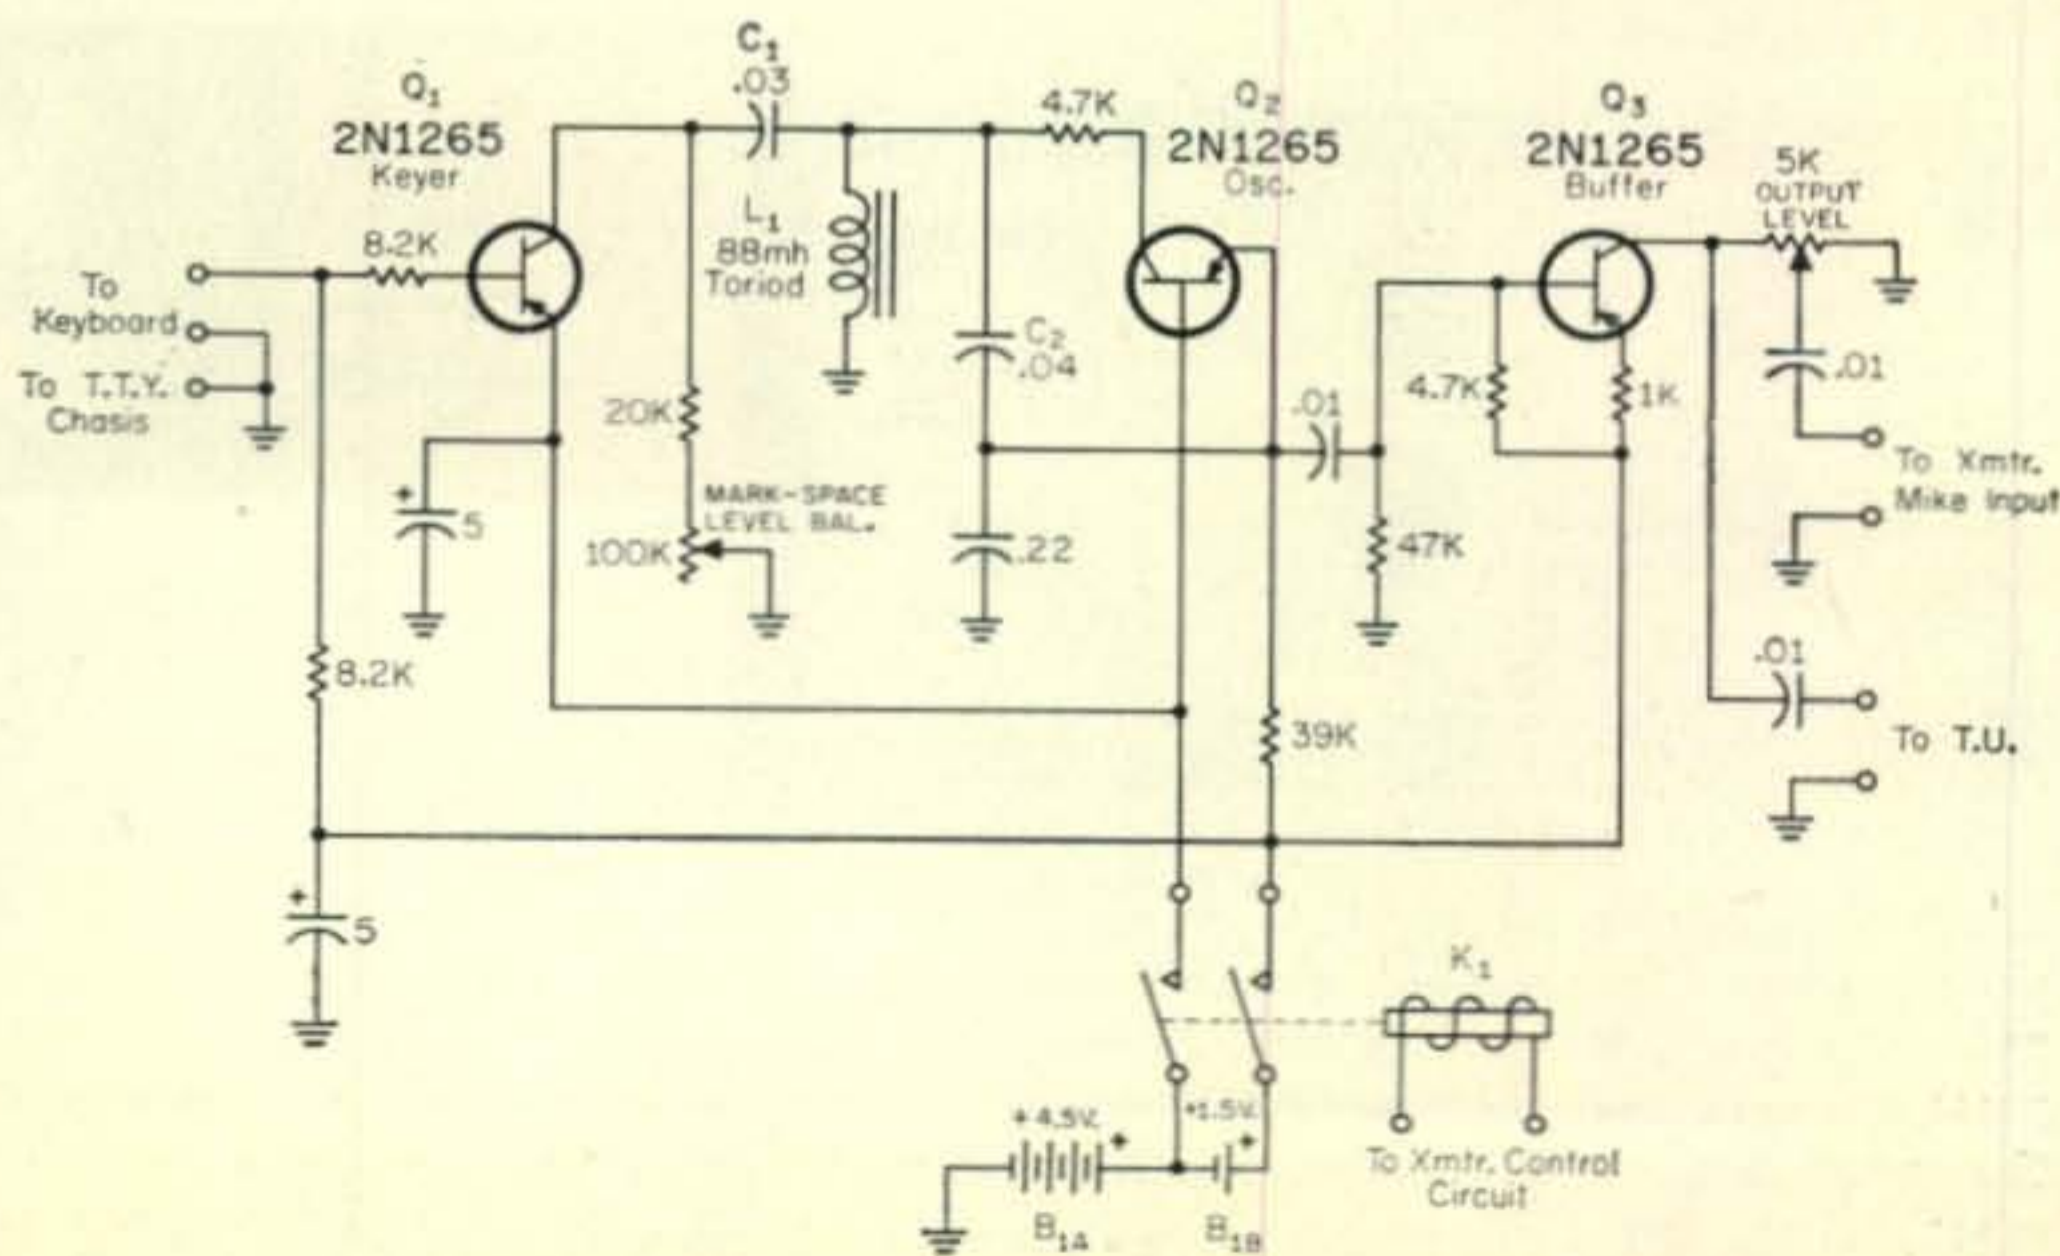 C1
.03
Q1
2N1265
Keyer
4.7K
Q2
2N1265
Osc.
Q3
2N1265
Buffer
5K
OUTPUT
LEVEL
8.2K
L1
88mh
Toriod
To
Keyboard
To T.T.Y.
Chasis
C2
.04
20K
.01
4.7K
1K
.01
To Xmtr.
Mike Input
+
5
MARK-SPACE
LEVEL BAL.
100K
.22
47K
8.2K
39K
.01
To T.U.
+
5
K1
+4.5V.
+
+1.5V.
+
To Xmtr. Control
Circuit
B1A
B1B